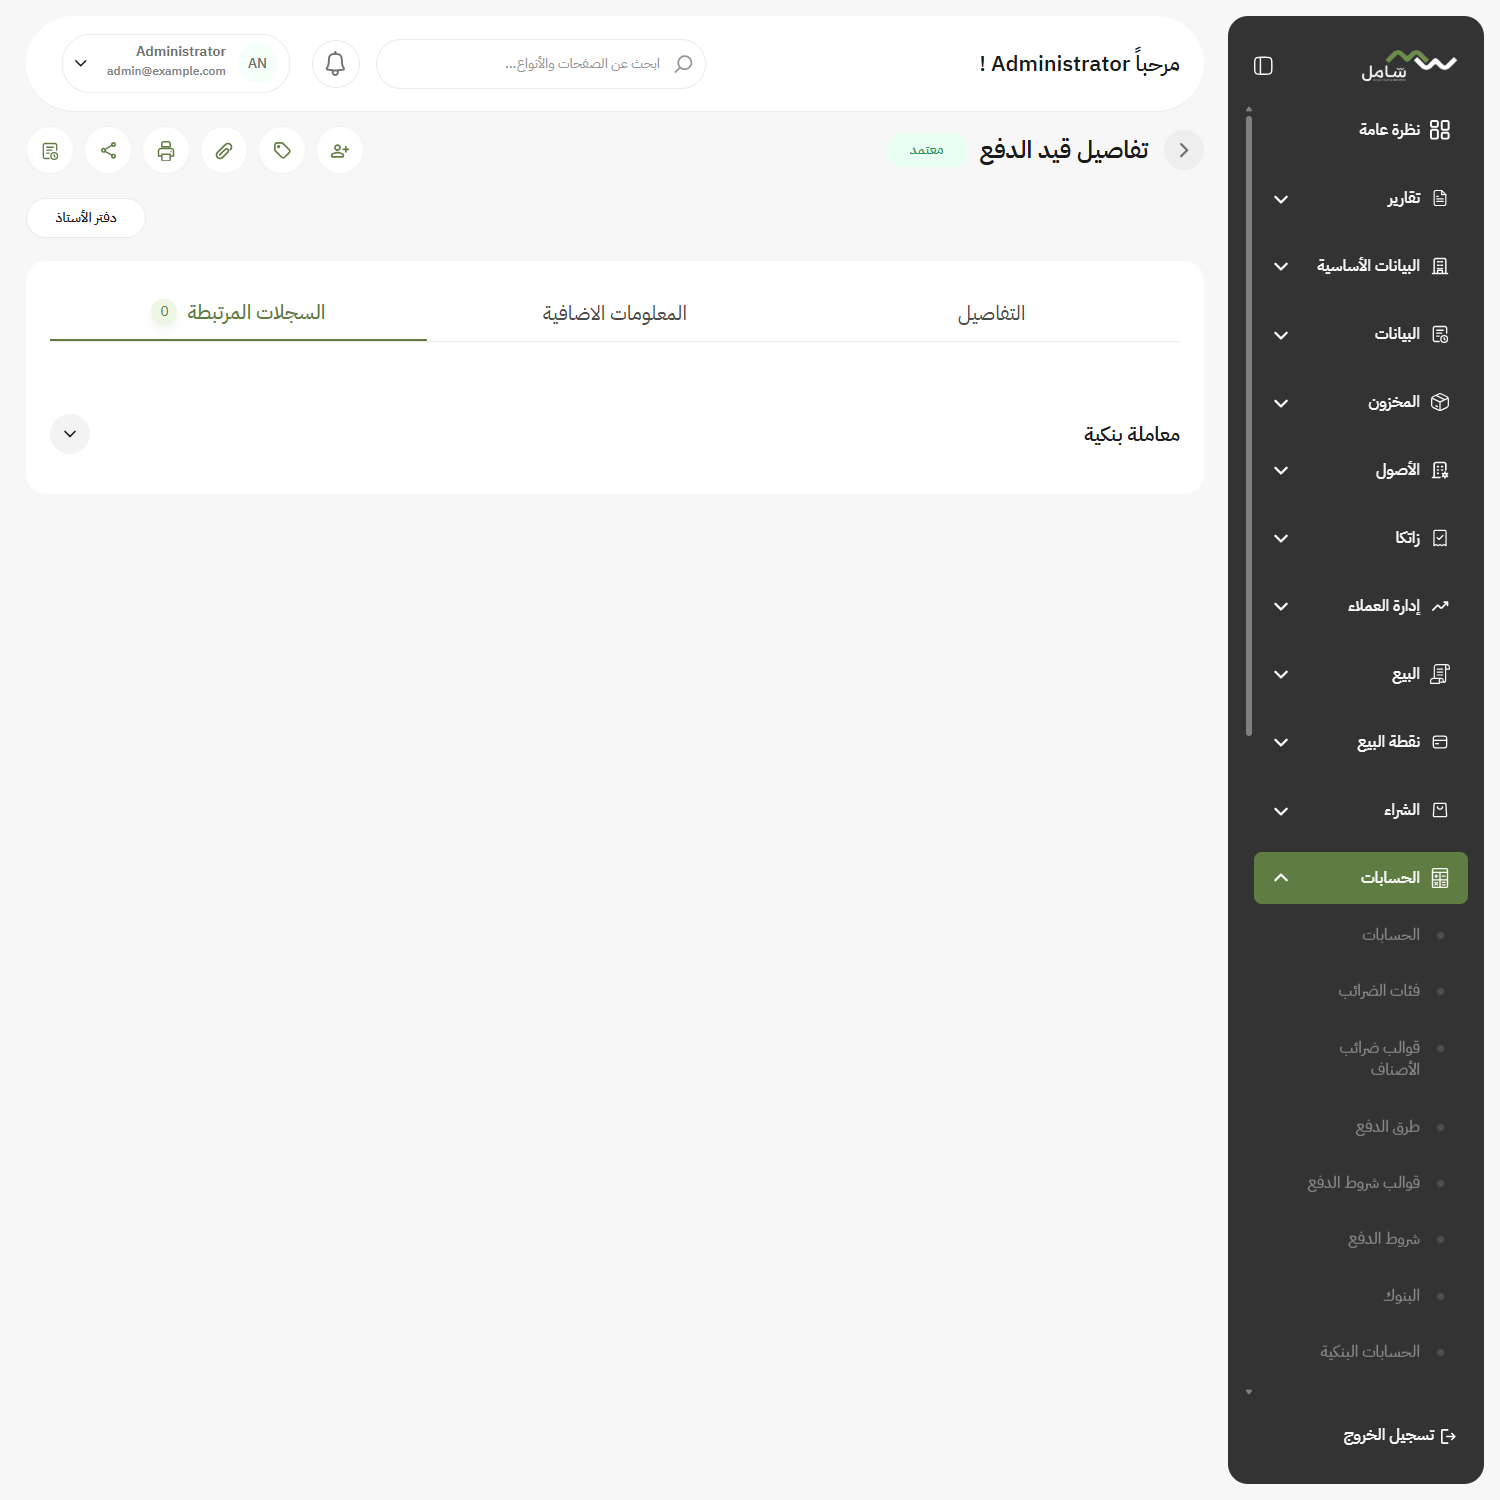 شامل
نظرة عامة
تقارير
البيانات الأساسية
البيانات
المخزون
الأصول
زاتكا
إدارة العملاء
البيع
نقطة البيع
الشراء
الحسابات
الحسابات
فئات الضرائب
قوالب ضرائب
الأصناف
طرق الدفع
قوالب شروط الدفع
شروط الدفع
البنوك
الحسابات البنكية
تسجيل الخروج
مرحباً Administrator !
ابحث عن الصفحات والأنواع...
AN
Administrator
admin@example.com
تفاصيل قيد الدفع
معتمد
دفتر الأستاذ
التفاصيل
المعلومات الاضافية
السجلات المرتبطة 0
معاملة بنكية